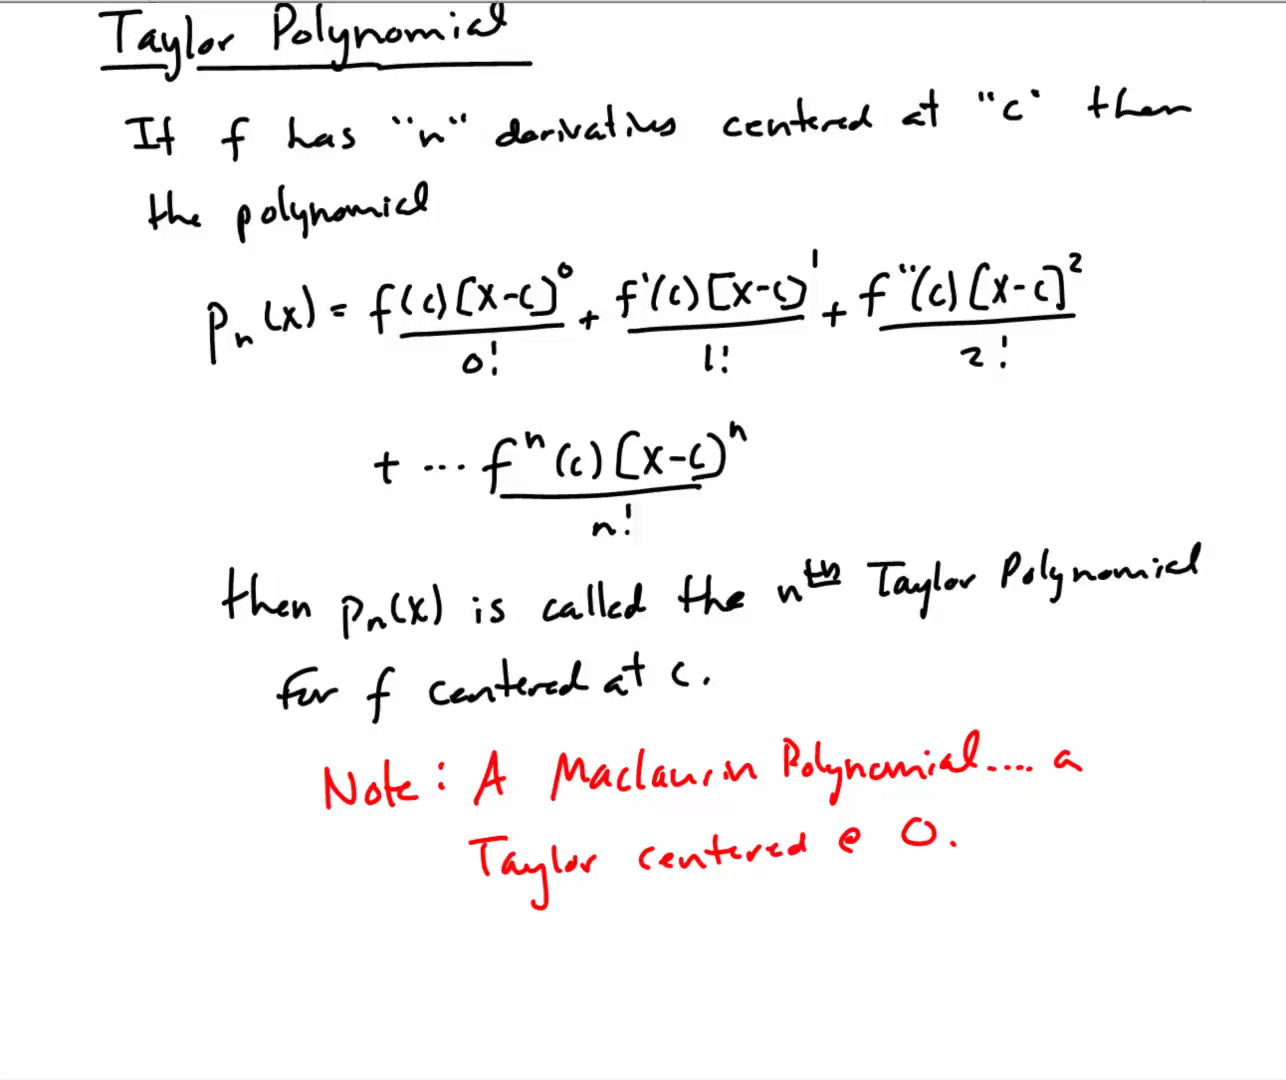 Taylor Polynomial
If f has "n" derivatives centered at "c" then
the polynomial
Pn(x) = f(c)[x-c]^0/0! + f'(c)[x-c]^1/1! + f''(c)[x-c]^2/2!
+ ... f^n(c)[x-c]^n/n!
then Pn(x) is called the nth Taylor Polynomial
for f centered at c.
Note: A Maclaurin Polynomial.... a
Taylor centered @ 0.